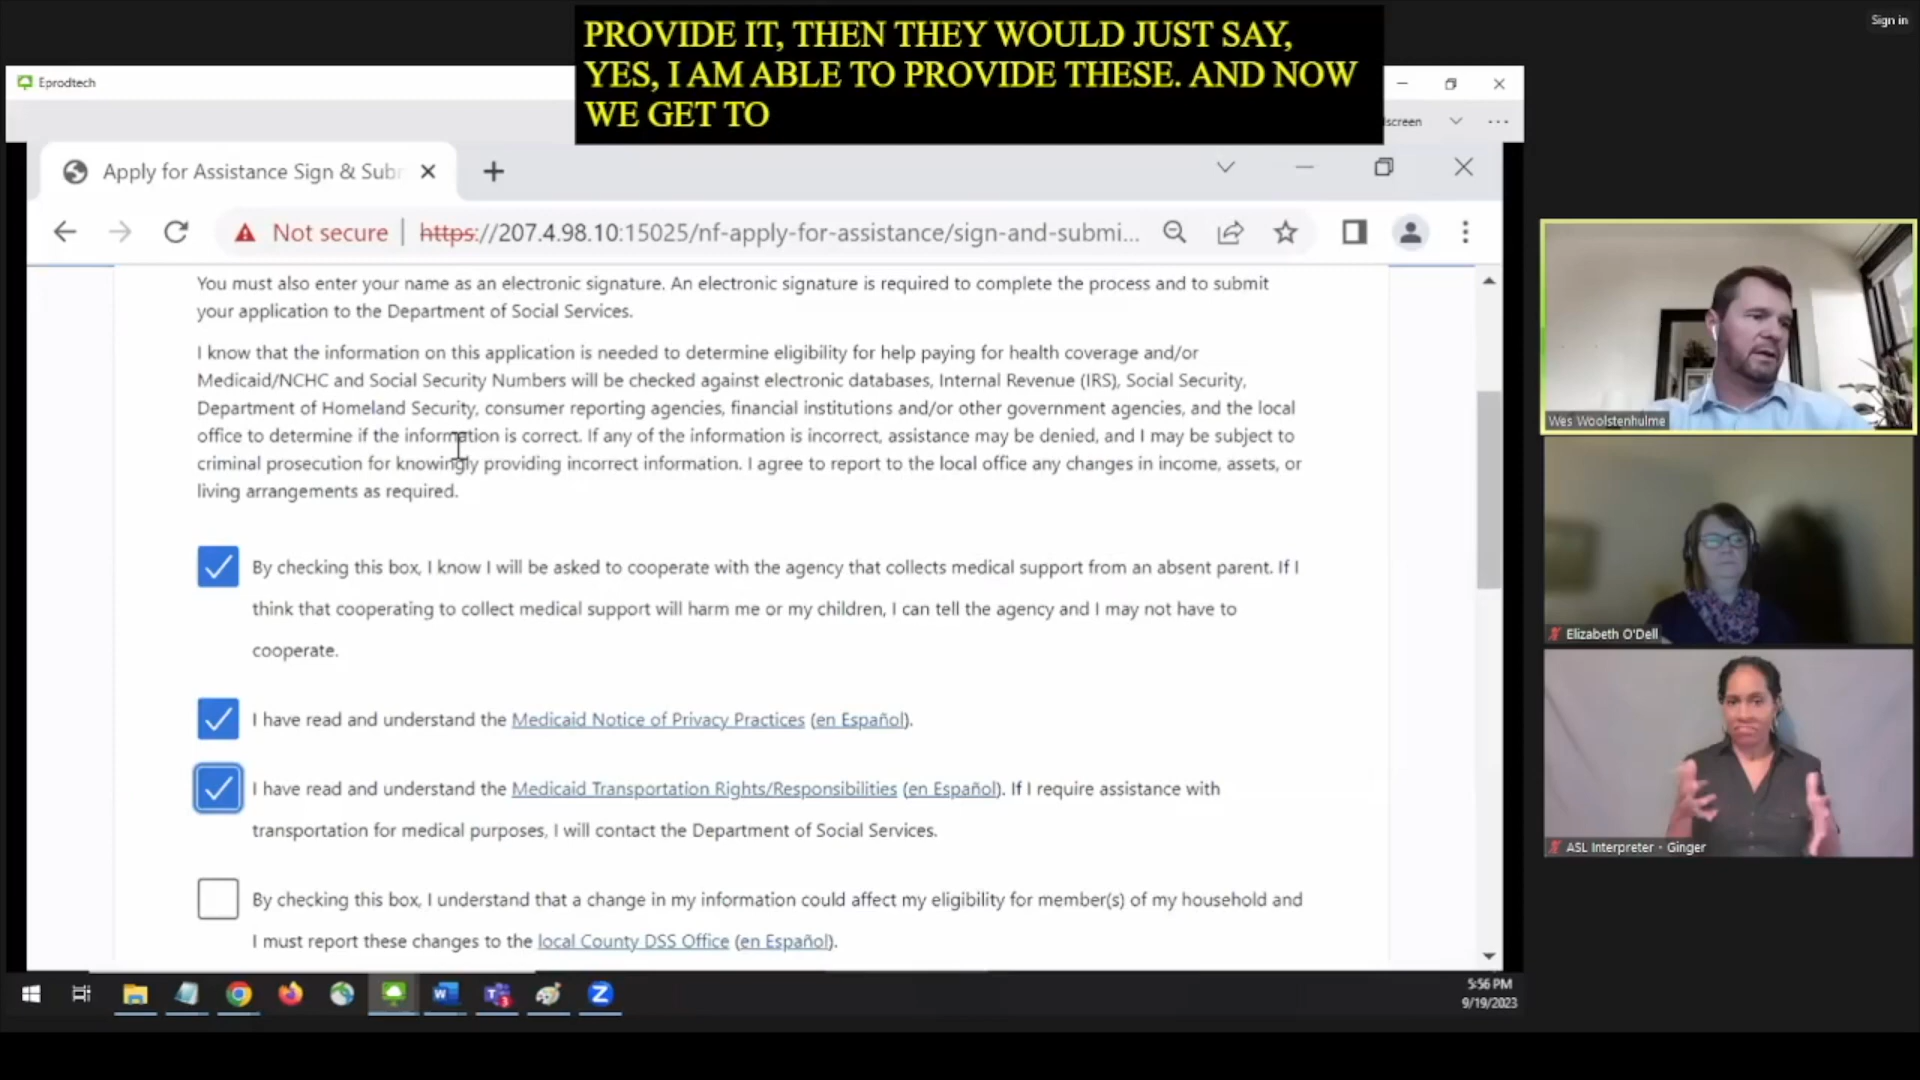 PROVIDE IT, THEN THEY WOULD JUST SAY,
YES, I AM ABLE TO PROVIDE THESE. AND NOW
WE GET TO
Sign in
Eprodtech
lscreen
Apply for Assistance Sign & Subr
Not secure | https://207.4.98.10:15025/nf-apply-for-assistance/sign-and-submi...
You must also enter your name as an electronic signature. An electronic signature is required to complete the process and to submit
your application to the Department of Social Services.
I know that the information on this application is needed to determine eligibility for help paying for health coverage and/or
Medicaid/NCHC and Social Security Numbers will be checked against electronic databases, Internal Revenue (IRS), Social Security,
Department of Homeland Security, consumer reporting agencies, financial institutions and/or other government agencies, and the local
office to determine if the information is correct. If any of the information is incorrect, assistance may be denied, and I may be subject to
criminal prosecution for knowingly providing incorrect information. I agree to report to the local office any changes in income, assets, or
living arrangements as required.
By checking this box, I know I will be asked to cooperate with the agency that collects medical support from an absent parent. If I
think that cooperating to collect medical support will harm me or my children, I can tell the agency and I may not have to
cooperate.
I have read and understand the Medicaid Notice of Privacy Practices (en Español).
I have read and understand the Medicaid Transportation Rights/Responsibilities (en Español). If I require assistance with
transportation for medical purposes, I will contact the Department of Social Services.
By checking this box, I understand that a change in my information could affect my eligibility for member(s) of my household and
I must report these changes to the local County DSS Office (en Español).
Wes Woolstenhulme
Elizabeth O'Dell
ASL Interpreter - Ginger
5:56 PM
9/19/2023